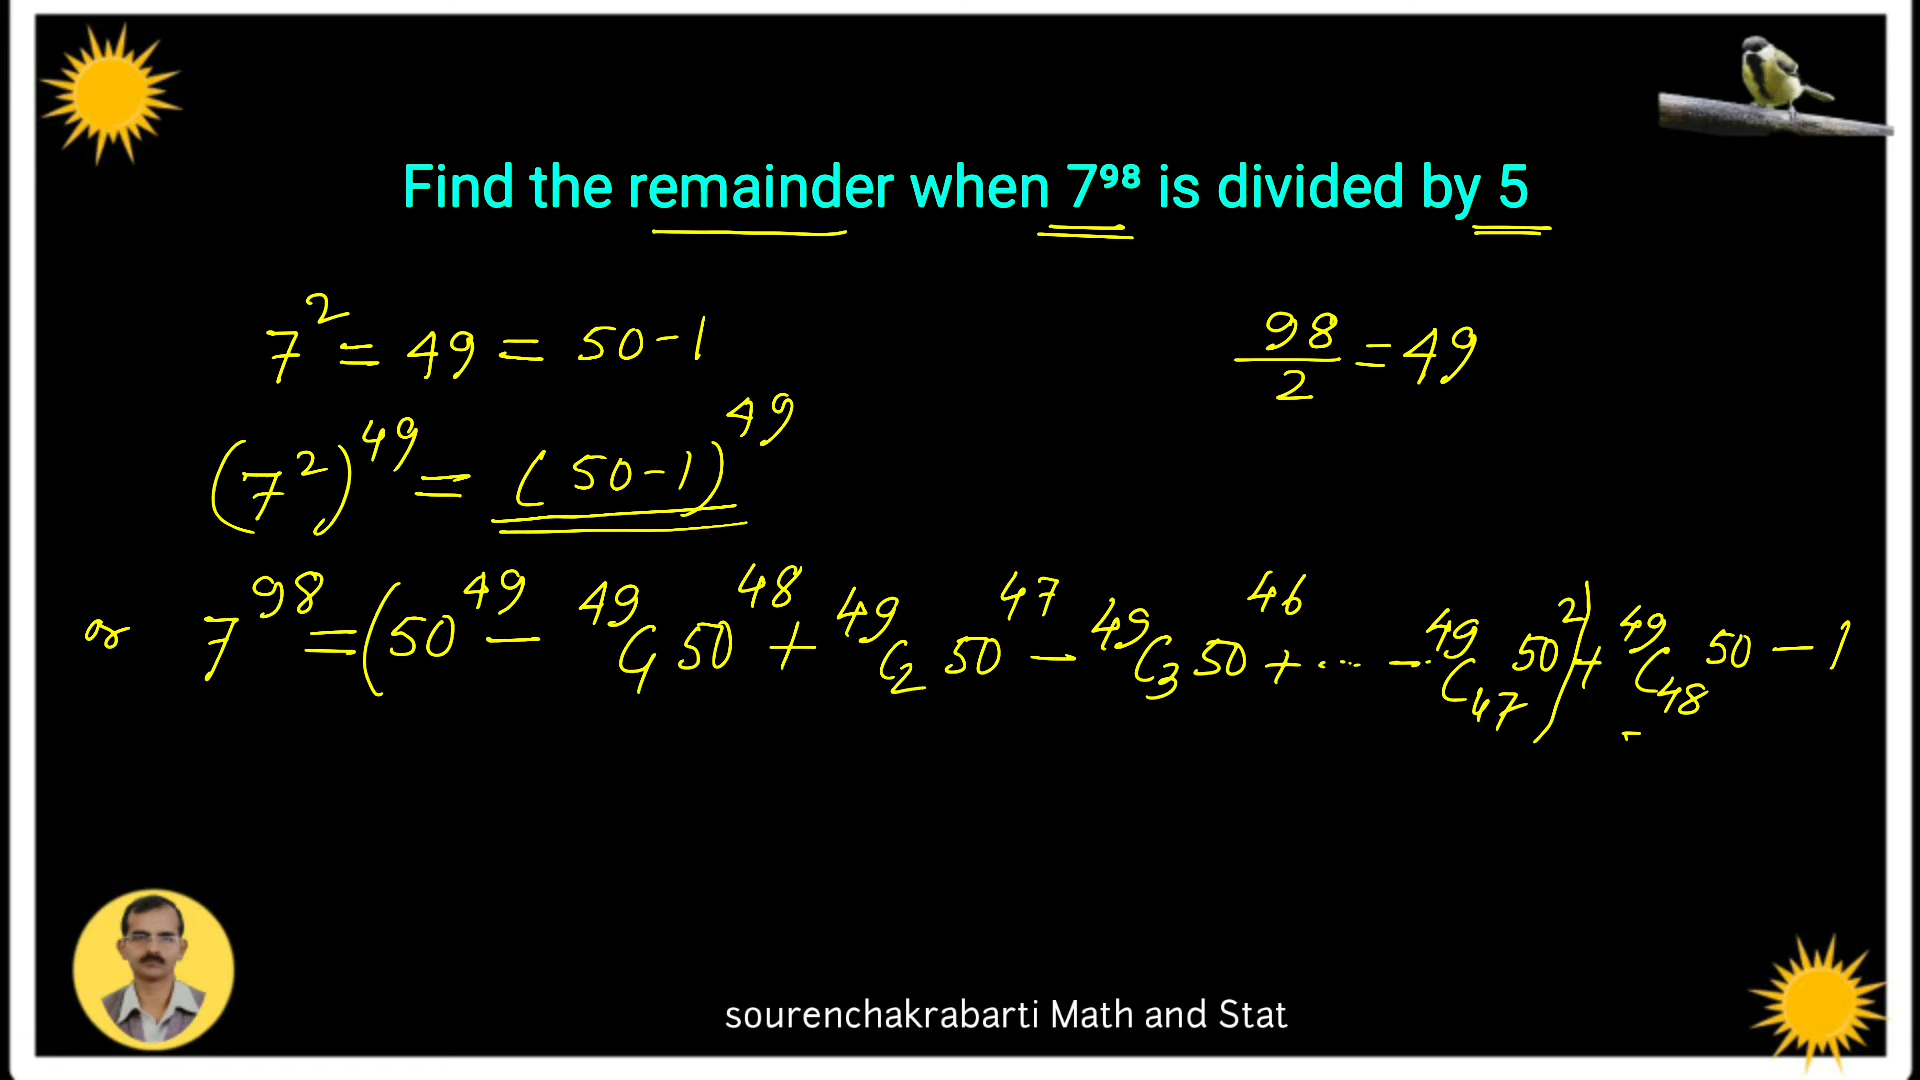 Find the remainder when 7⁹⁸ is divided by 5
7² = 49 = 50-1
98/2 = 49
(7²)⁴⁹ = (50-1)⁴⁹
or 7⁹⁸ = (50⁴⁹ - ⁴⁹C₁ 50⁴⁸ + ⁴⁹C₂ 50⁴⁷ - ⁴⁹C₃ 50⁴⁶ + ... - ⁴⁹C₄₇ 50²) + ⁴⁹C₄₈ 50 - 1
sourenchakrabarti Math and Stat